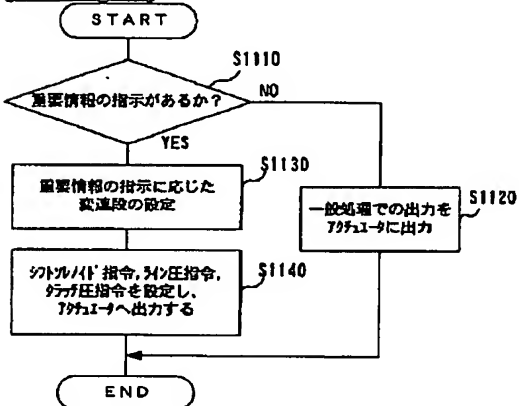 START
S1110
重要情報の指示があるか?
NO
YES
S1130
重要情報の指示に応じた
変速段の設定
S1120
一般処理での出力を
アクチュエータに出力
S1140
シフトソレノイド指令,ライン圧指令,
クラッチ圧指令を設定し、
アクチュエータへ出力する
END